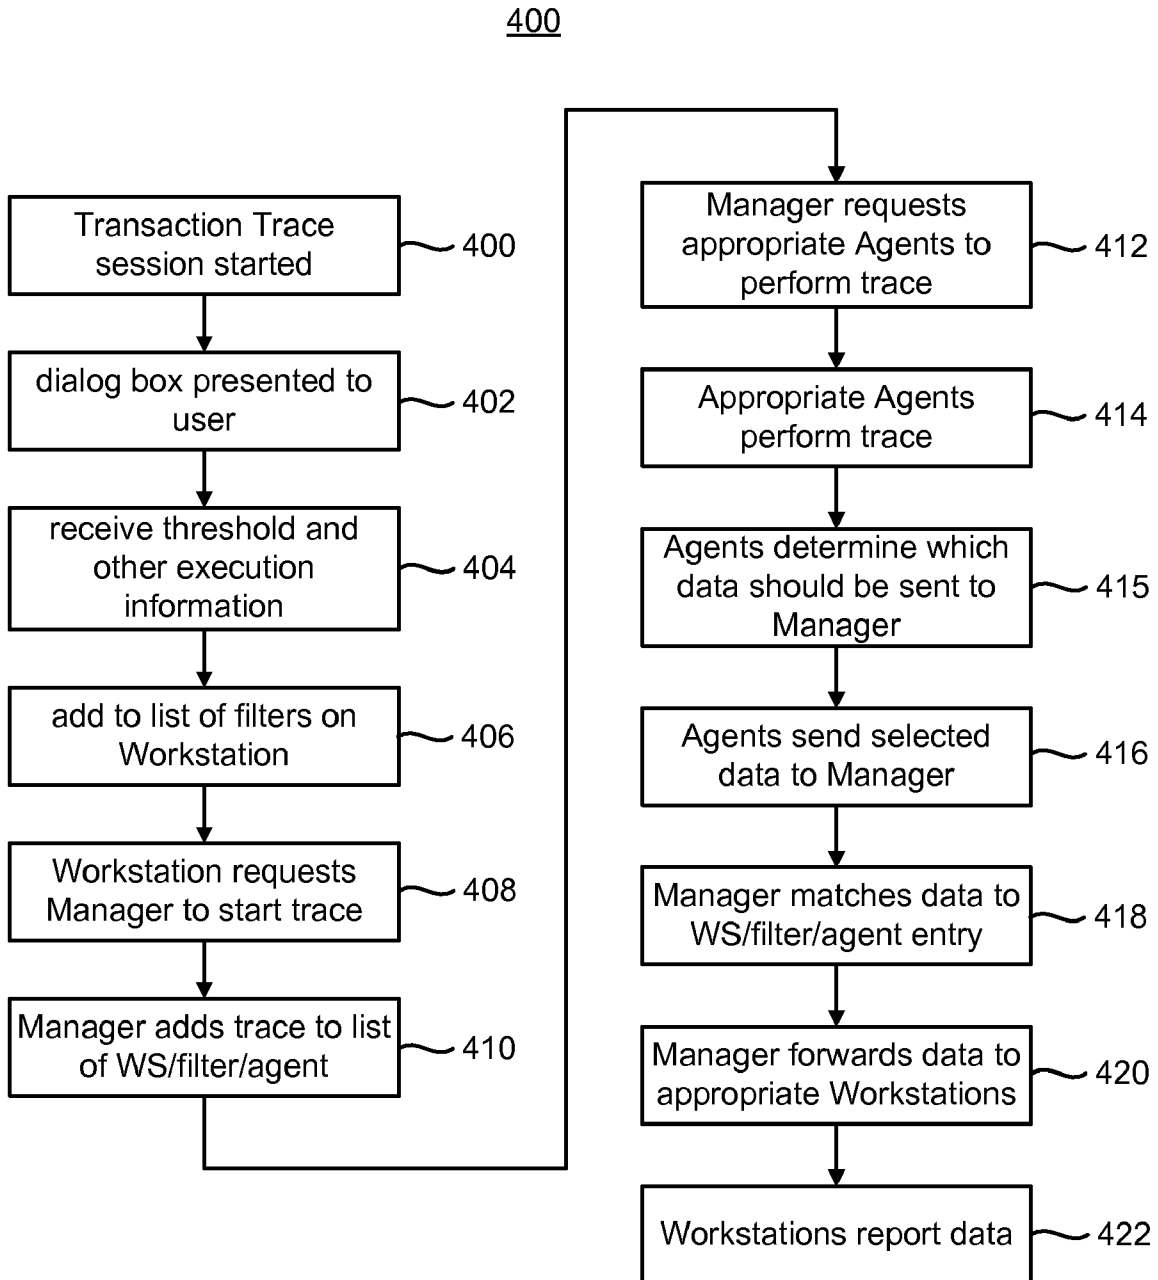 400
Transaction Trace
session started
400
dialog box presented to
user
402
receive threshold and
other execution
information
404
add to list of filters on
Workstation
406
Workstation requests
Manager to start trace
408
Manager adds trace to list
of WS/filter/agent
410
Manager requests
appropriate Agents to
perform trace
412
Appropriate Agents
perform trace
414
Agents determine which
data should be sent to
Manager
415
Agents send selected
data to Manager
416
Manager matches data to
WS/filter/agent entry
418
Manager forwards data to
appropriate Workstations
420
Workstations report data
422